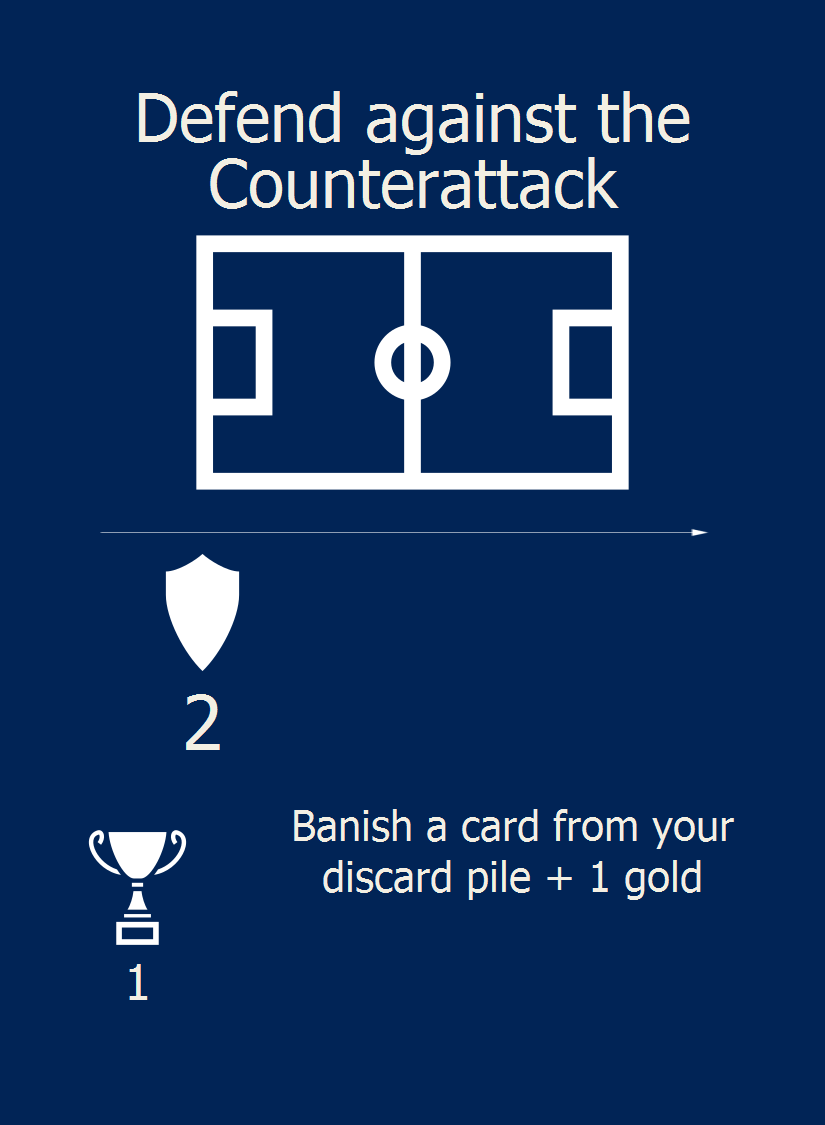 Defend against the
Counterattack
2
Banish a card from your
discard pile + 1 gold
1